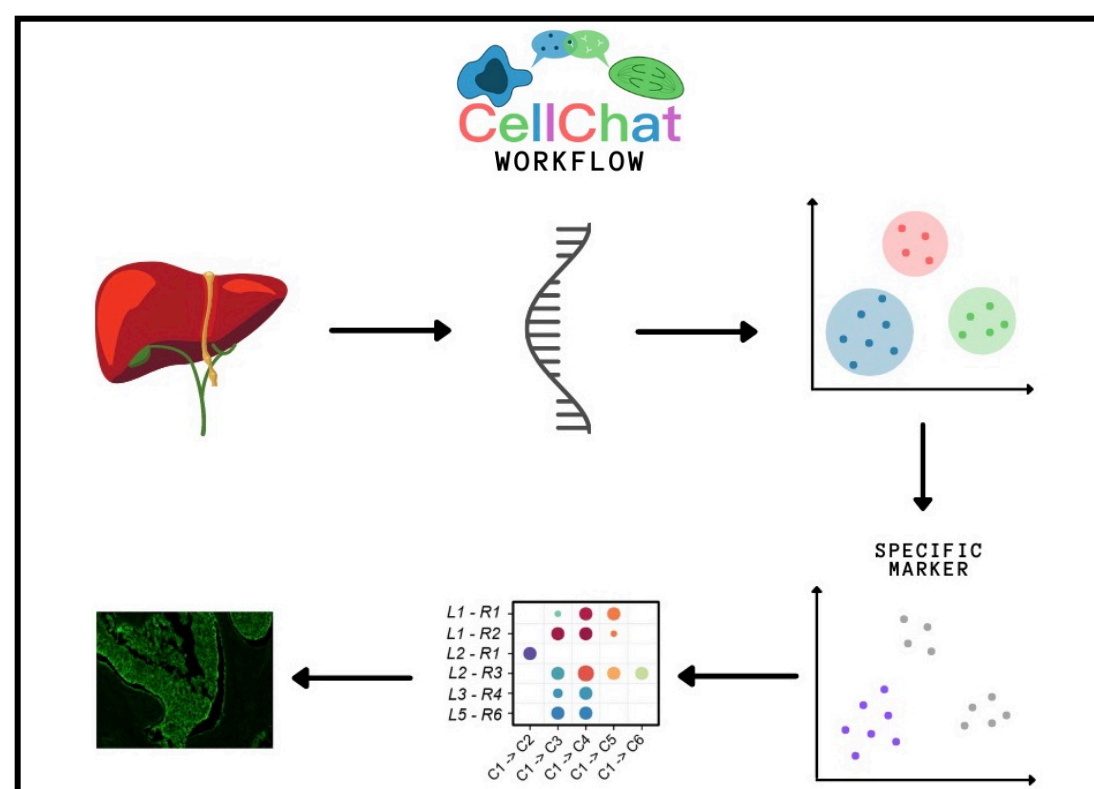 CellChat
WORKFLOW
SPECIFIC
MARKER
L1 - R1
L1 - R2
L2 - R1
L2 - R3
L3 - R4
L5 - R6
C1 -> C2
C1 -> C3
C1 -> C4
C1 -> C5
C1 -> C6